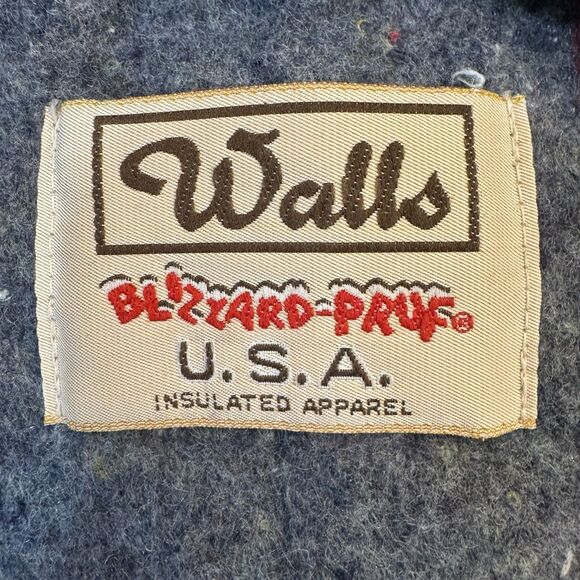 Walls
BLIZZARD-PRUF®
U.S.A.
INSULATED APPAREL